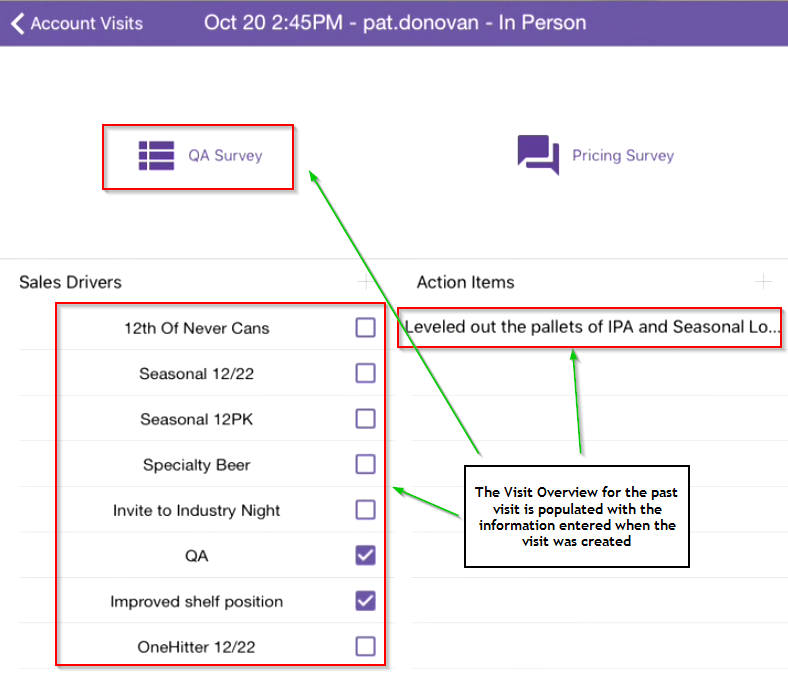 Account Visits
Oct 20 2:45PM - pat.donovan - In Person
QA Survey
Pricing Survey
Sales Drivers
Action Items
12th Of Never Cans
Leveled out the pallets of IPA and Seasonal Lo...
Seasonal 12/22
Seasonal 12PK
Specialty Beer
Invite to Industry Night
QA
Improved shelf position
OneHitter 12/22
The Visit Overview for the past
visit is populated with the
information entered when the
visit was created